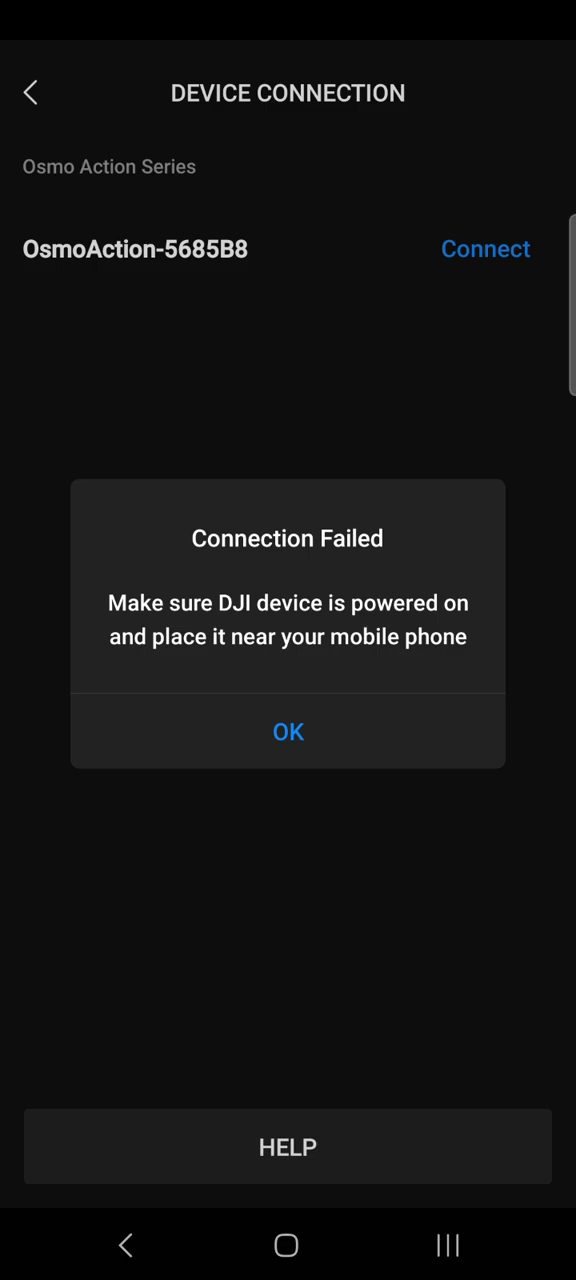 DEVICE CONNECTION
Osmo Action Series
OsmoAction-5685B8 Connect
Connection Failed
Make sure DJI device is powered on
and place it near your mobile phone
OK
HELP